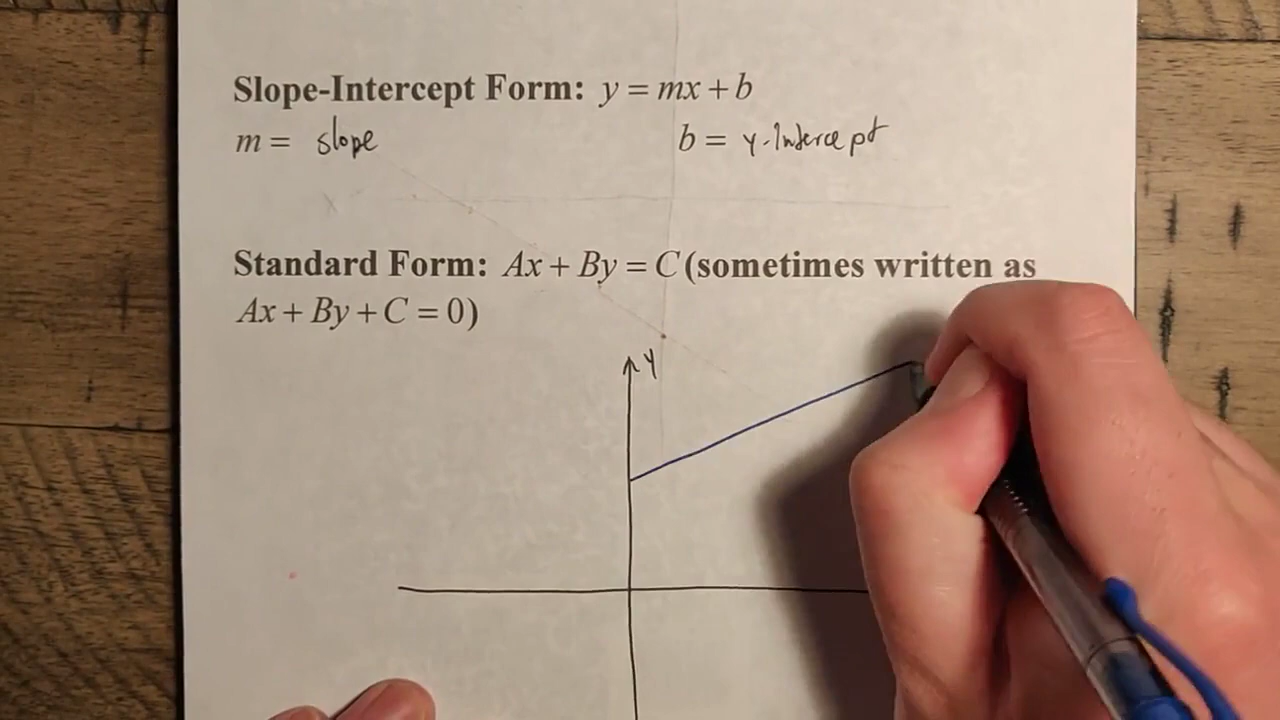 Slope-Intercept Form: y = mx + b
m = slope b = y-Intercept
Standard Form: Ax + By = C (sometimes written as
Ax + By + C = 0)
y